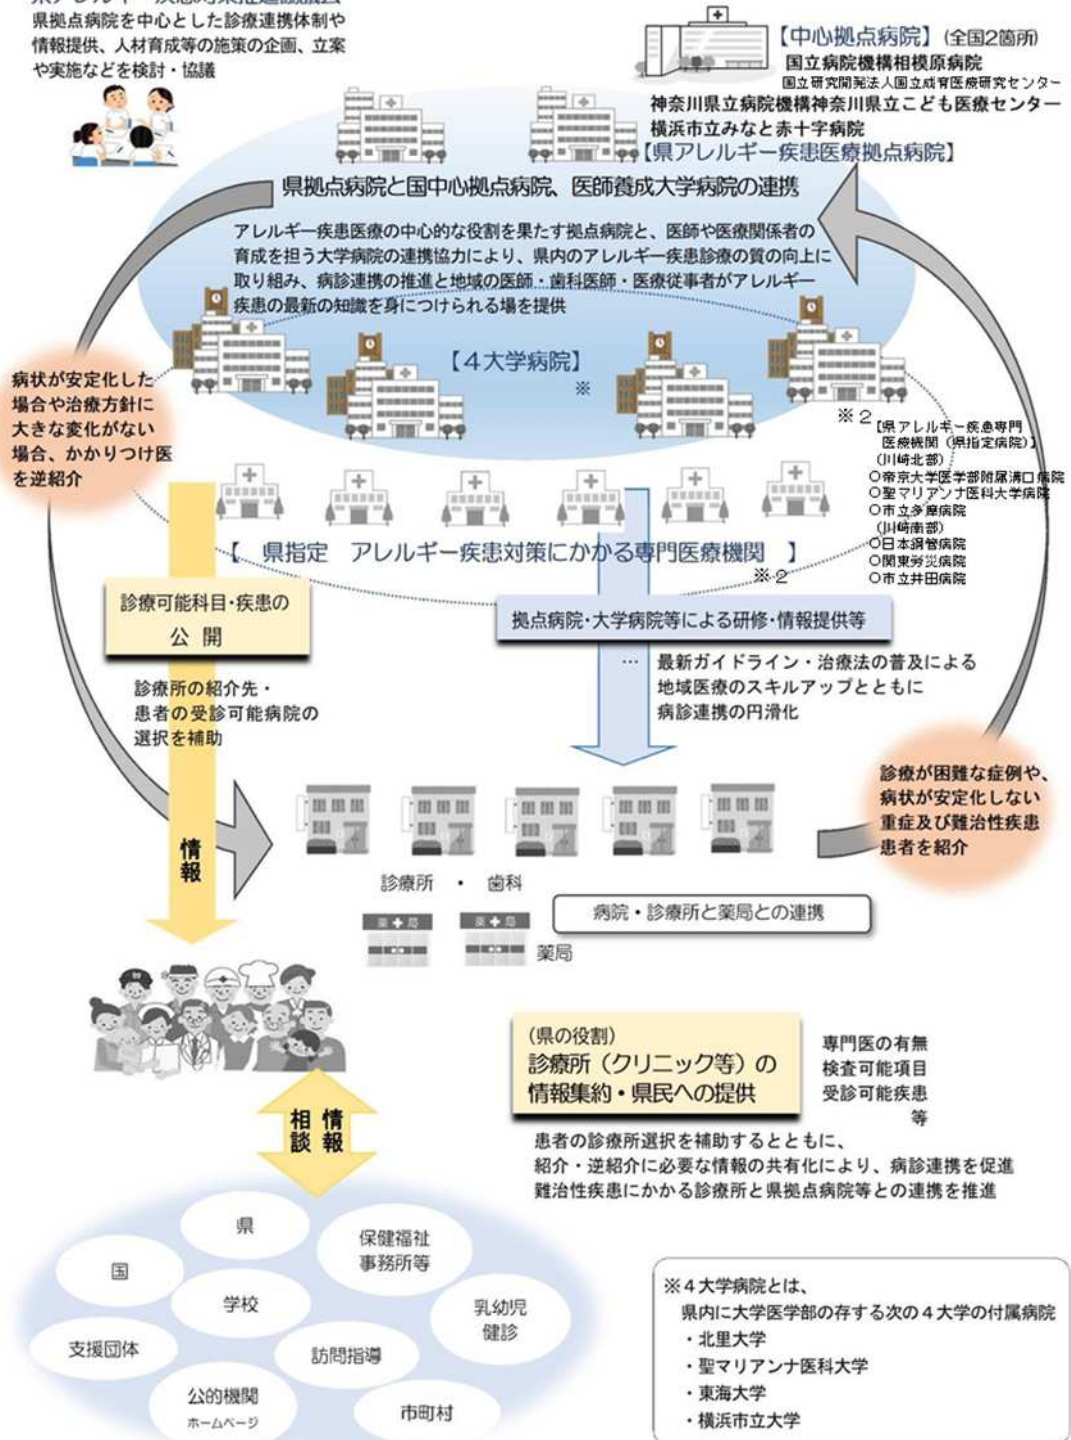 県アレルギー疾患対策推進協議会
県拠点病院を中心とした診療連携体制や
情報提供、人材育成等の施策の企画、立案
や実施などを検討・協議
【中心拠点病院】(全国2箇所)
国立病院機構相模原病院
国立研究開発法人国立成育医療研究センター
神奈川県立病院機構神奈川県立こども医療センター
横浜市立みなと赤十字病院
【県アレルギー疾患医療拠点病院】
県拠点病院と国中心拠点病院、医師養成大学病院の連携
アレルギー疾患医療の中心的な役割を果たす拠点病院と、医師や医療関係者の
育成を担う大学病院の連携協力により、県内のアレルギー疾患診療の質の向上に
取り組み、病診連携の推進と地域の医師・歯科医師・医療従事者がアレルギー
疾患の最新の知識を身につけられる場を提供
【4大学病院】
※
病状が安定化した
場合や治療方針に
大きな変化がない
場合、かかりつけ医
を逆紹介
※2
【県アレルギー疾患専門
医療機関(県指定病院)】
(川崎北部)
○帝京大学医学部附属溝口病院
○聖マリアンナ医科大学病院
○市立多摩病院
(川崎南部)
○日本鋼管病院
○関東労災病院
○市立井田病院
【 県指定 アレルギー疾患対策にかかる専門医療機関 】
※2
診療可能科目・疾患の
公 開
診療所の紹介先・
患者の受診可能病院の
選択を補助
拠点病院・大学病院等による研修・情報提供等
… 最新ガイドライン・治療法の普及による
地域医療のスキルアップとともに
病診連携の円滑化
診療が困難な症例や、
病状が安定化しない
重症及び難治性疾患
患者を紹介
情報
診療所 ・ 歯科
病院・診療所と薬局との連携
薬+局
薬+局
薬局
(県の役割)
診療所(クリニック等)の
情報集約・県民への提供
専門医の有無
検査可能項目
受診可能疾患
等
患者の診療所選択を補助するとともに、
紹介・逆紹介に必要な情報の共有化により、病診連携を促進
難治性疾患にかかる診療所と県拠点病院等との連携を推進
相談
情報
県
保健福祉
事務所等
国
学校
乳幼児
健診
支援団体
訪問指導
公的機関
ホームページ
市町村
※4大学病院とは、
県内に大学医学部の存する次の4大学の付属病院
・北里大学
・聖マリアンナ医科大学
・東海大学
・横浜市立大学